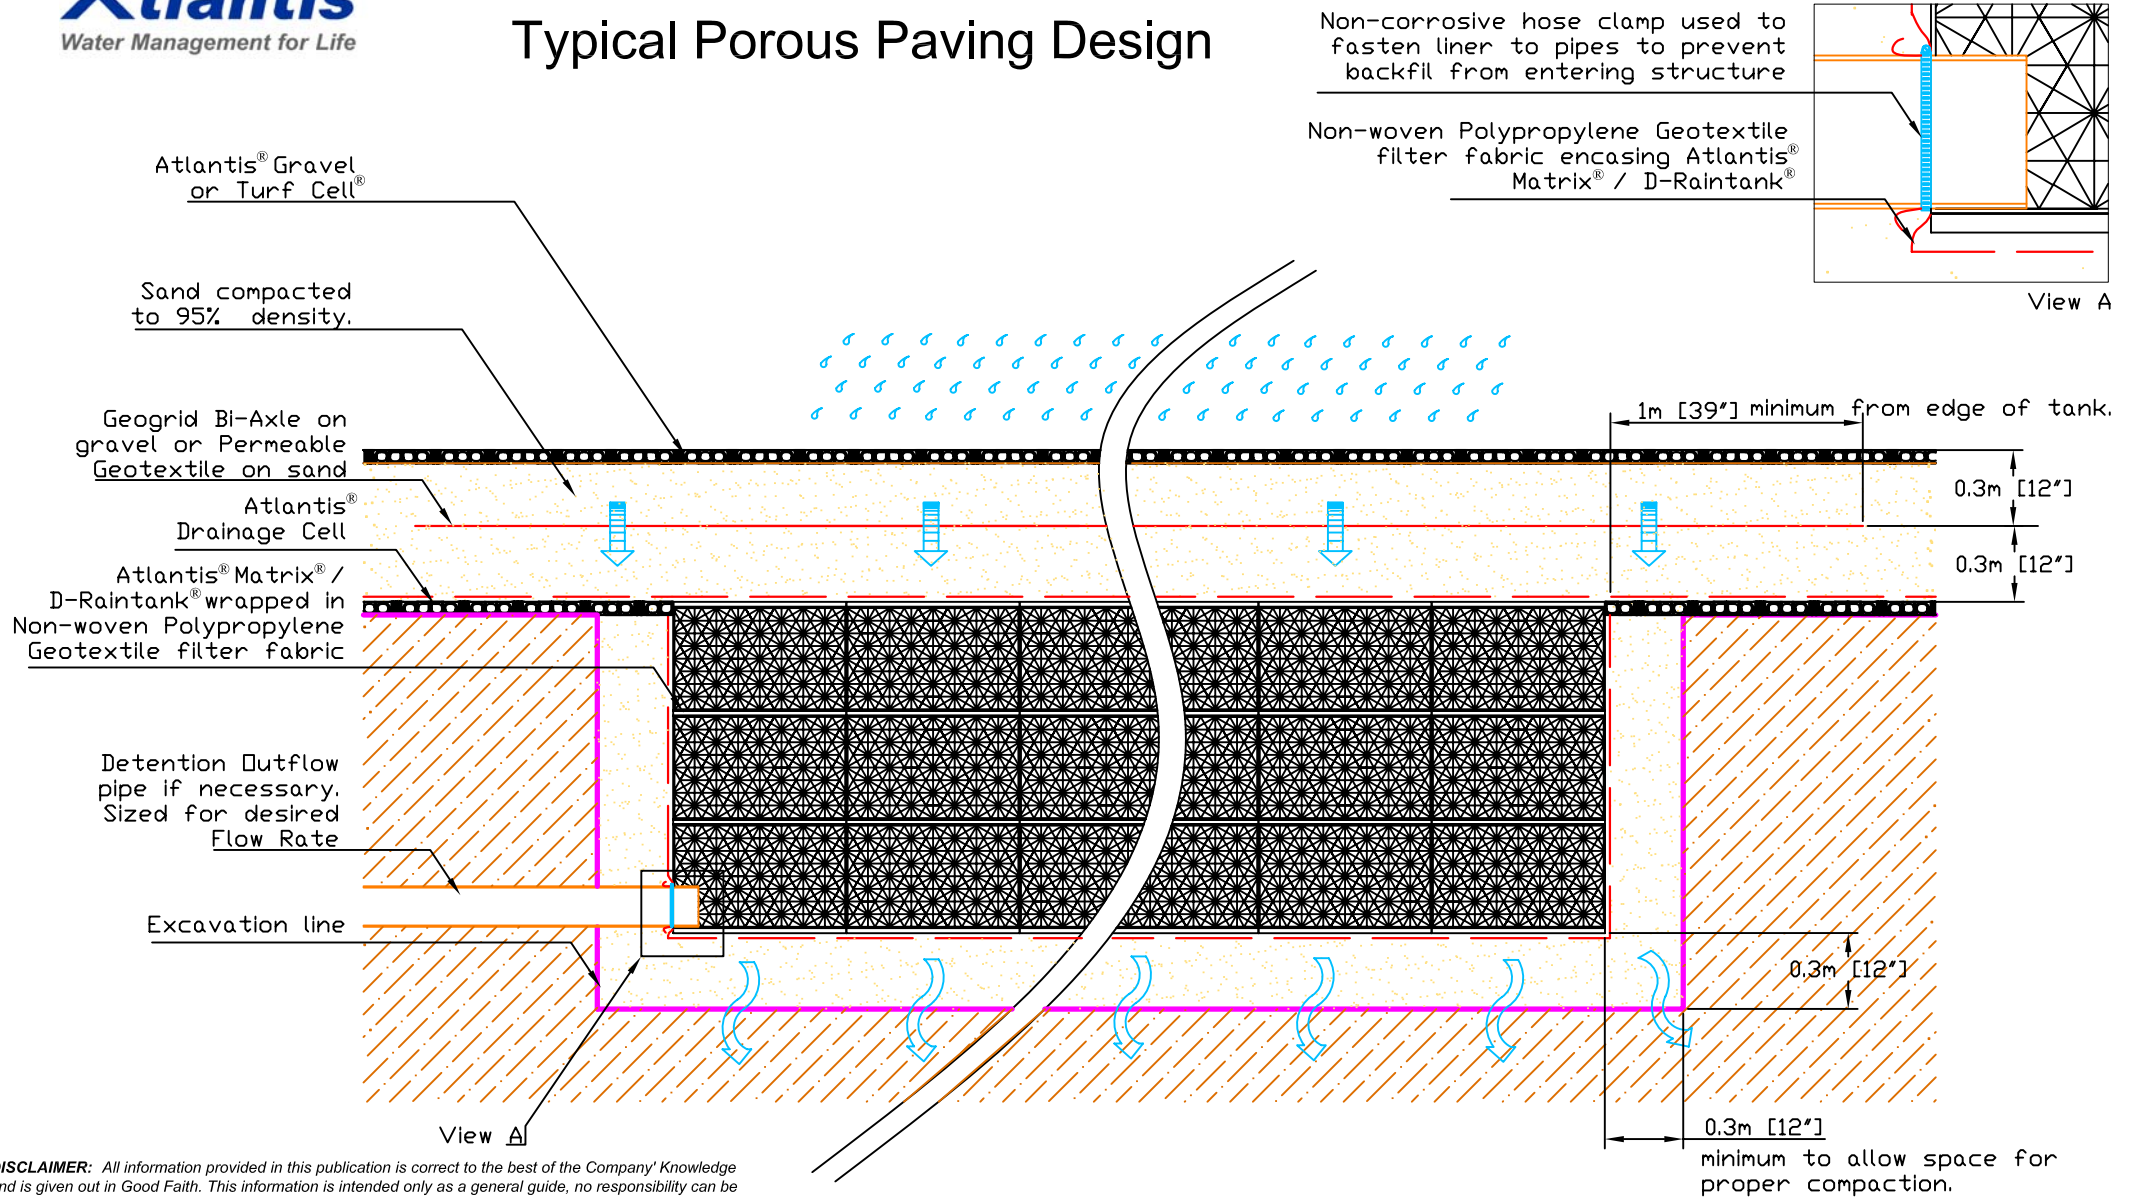 Atlantis
Water Management for Life
Typical Porous Paving Design
Non-corrosive hose clamp used to
fasten liner to pipes to prevent
backfil from entering structure
Non-woven Polypropylene Geotextile
filter fabric encasing Atlantis®
Matrix® / D-Raintank®
View A
Atlantis® Gravel
or Turf Cell®
Sand compacted
to 95% density.
Geogrid Bi-Axle on
gravel or Permeable
Geotextile on sand
Atlantis®
Drainage Cell
Atlantis® Matrix® /
D-Raintank® wrapped in
Non-woven Polypropylene
Geotextile filter fabric
Detention Outflow
pipe if necessary.
Sized for desired
Flow Rate
Excavation line
View A
1m [39"] minimum from edge of tank.
0.3m [12"]
0.3m [12"]
0.3m [12"]
0.3m [12"]
minimum to allow space for
proper compaction.
DISCLAIMER: All information provided in this publication is correct to the best of the Company' Knowledge
and is given out in Good Faith. This information is intended only as a general guide, no responsibility can be